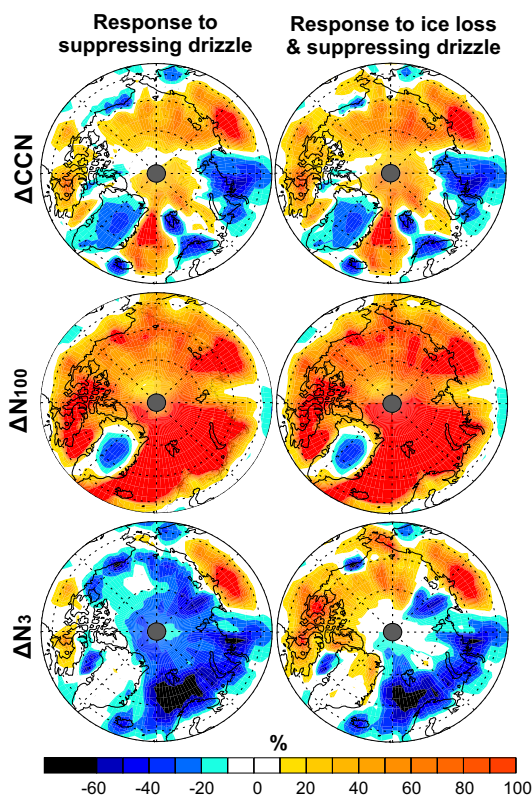 Response to
suppressing drizzle
Response to ice loss
& suppressing drizzle
ΔCCN
ΔN100
ΔN3
%
-60 -40 -20 0 20 40 60 80 100